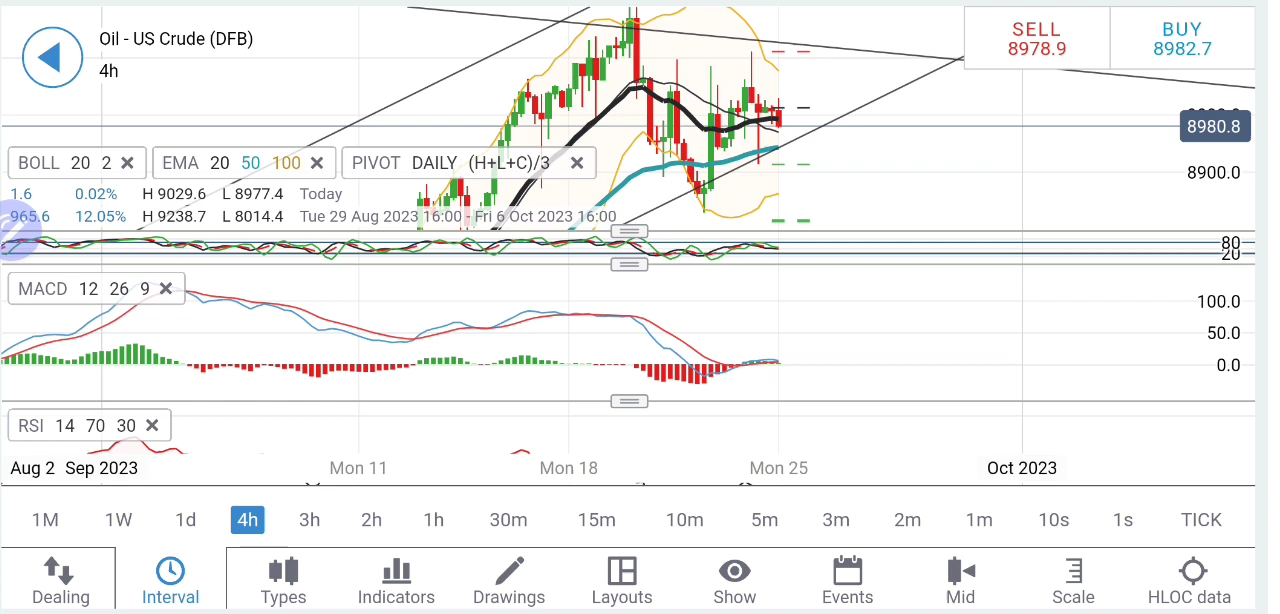 Oil - US Crude (DFB)
4h
SELL
8978.9
BUY
8982.7
8980.8
BOLL 20 2
EMA 20 50 100
PIVOT DAILY (H+L+C)/3
8900.0
1.6 0.02% H 9029.6 L 8977.4 Today
965.6 12.05% H 9238.7 L 8014.4 Tue 29 Aug 2023 16:00 - Fri 6 Oct 2023 16:00
80
20
MACD 12 26 9
100.0
50.0
0.0
RSI 14 70 30
Aug 2 Sep 2023 Mon 11 Mon 18 Mon 25 Oct 2023
1M 1W 1d 4h 3h 2h 1h 30m 15m 10m 5m 3m 2m 1m 10s 1s TICK
Dealing Interval Types Indicators Drawings Layouts Show Events Mid Scale HLOC data